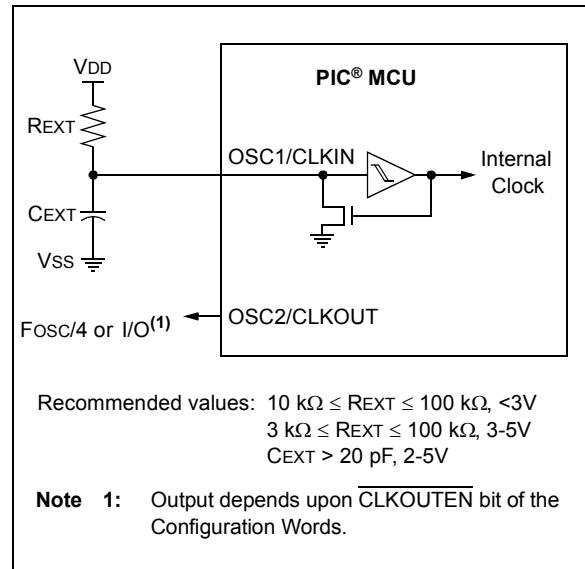 VDD
PIC® MCU
REXT
OSC1/CLKIN
Internal
Clock
CEXT
VSS
OSC2/CLKOUT
FOSC/4 or I/O(1)
Recommended values: 10 kΩ ≤ REXT ≤ 100 kΩ, <3V
3 kΩ ≤ REXT ≤ 100 kΩ, 3-5V
CEXT > 20 pF, 2-5V
Note 1: Output depends upon CLKOUTEN bit of the
Configuration Words.